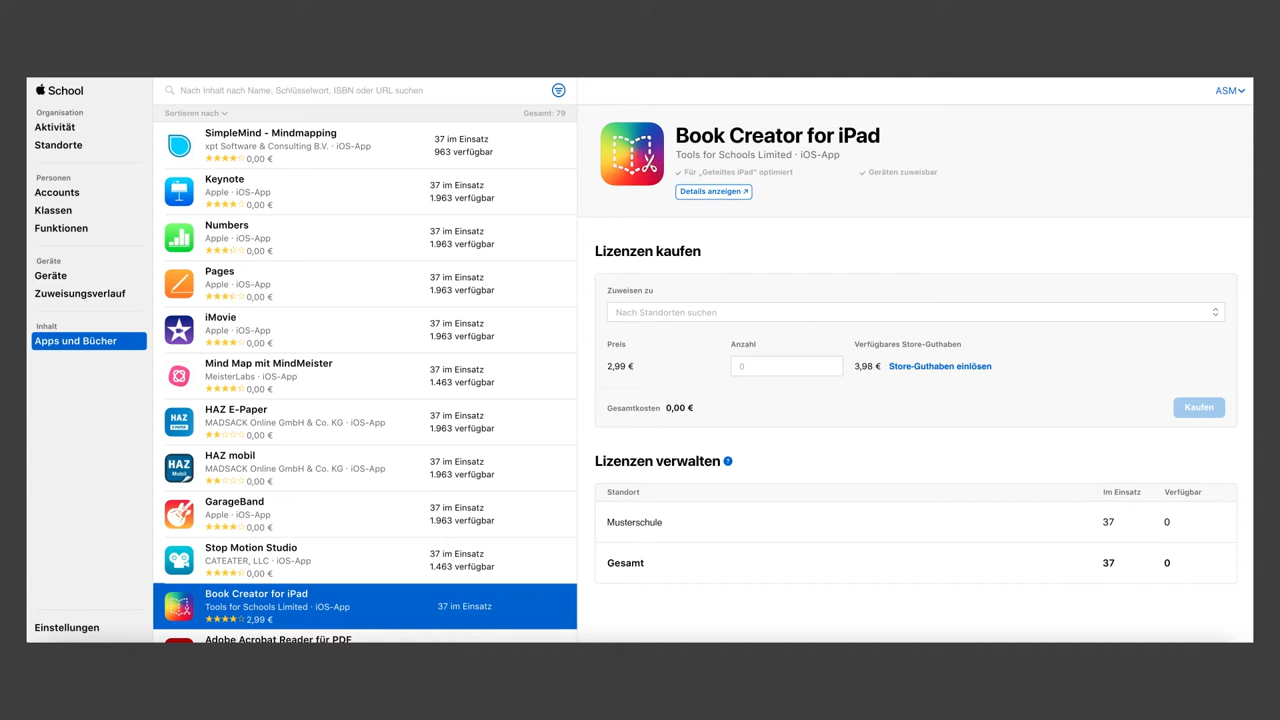 School
Organisation
Aktivität
Standorte
Personen
Accounts
Klassen
Funktionen
Geräte
Geräte
Zuweisungsverlauf
Inhalt
Apps und Bücher
Einstellungen
Nach Inhalt nach Name, Schlüsselwort, ISBN oder URL suchen
Sortieren nach
Gesamt: 79
SimpleMind - Mindmapping
xpt Software & Consulting B.V. · iOS-App
0,00 €
37 im Einsatz
963 verfügbar
Keynote
Apple · iOS-App
0,00 €
37 im Einsatz
1.963 verfügbar
Numbers
Apple · iOS-App
0,00 €
37 im Einsatz
1.963 verfügbar
Pages
Apple · iOS-App
0,00 €
37 im Einsatz
1.963 verfügbar
iMovie
Apple · iOS-App
0,00 €
37 im Einsatz
1.963 verfügbar
Mind Map mit MindMeister
MeisterLabs · iOS-App
0,00 €
37 im Einsatz
1.463 verfügbar
HAZ
E-PAPER
HAZ E-Paper
MADSACK Online GmbH & Co. KG · iOS-App
0,00 €
37 im Einsatz
1.963 verfügbar
HAZ
Mobil
HAZ mobil
MADSACK Online GmbH & Co. KG · iOS-App
0,00 €
37 im Einsatz
1.963 verfügbar
GarageBand
Apple · iOS-App
0,00 €
37 im Einsatz
1.963 verfügbar
Stop Motion Studio
CATEATER, LLC · iOS-App
0,00 €
37 im Einsatz
1.463 verfügbar
Book Creator for iPad
Tools for Schools Limited · iOS-App
2,99 €
37 im Einsatz
Adobe Acrobat Reader für PDF
ASM
Book Creator for iPad
Tools for Schools Limited · iOS-App
Für „Geteiltes iPad“ optimiert
Geräten zuweisbar
Details anzeigen
Lizenzen kaufen
Zuweisen zu
Nach Standorten suchen
Preis Anzahl Verfügbares Store-Guthaben
2,99 € 0 3,98 € Store-Guthaben einlösen
Gesamtkosten 0,00 €
Kaufen
Lizenzen verwalten ?
Standort Im Einsatz Verfügbar
Musterschule 37 0
Gesamt 37 0